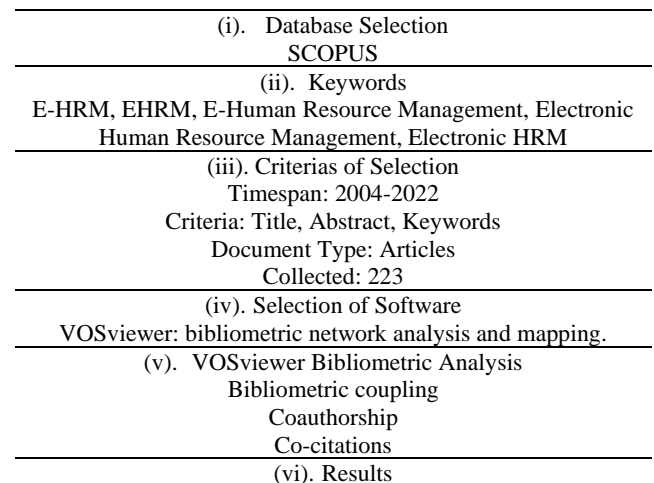 (i). Database Selection
SCOPUS
(ii). Keywords
E-HRM, EHRM, E-Human Resource Management, Electronic
Human Resource Management, Electronic HRM
(iii). Criterias of Selection
Timespan: 2004-2022
Criteria: Title, Abstract, Keywords
Document Type: Articles
Collected: 223
(iv). Selection of Software
VOSviewer: bibliometric network analysis and mapping.
(v). VOSviewer Bibliometric Analysis
Bibliometric coupling
Coauthorship
Co-citations
(vi). Results